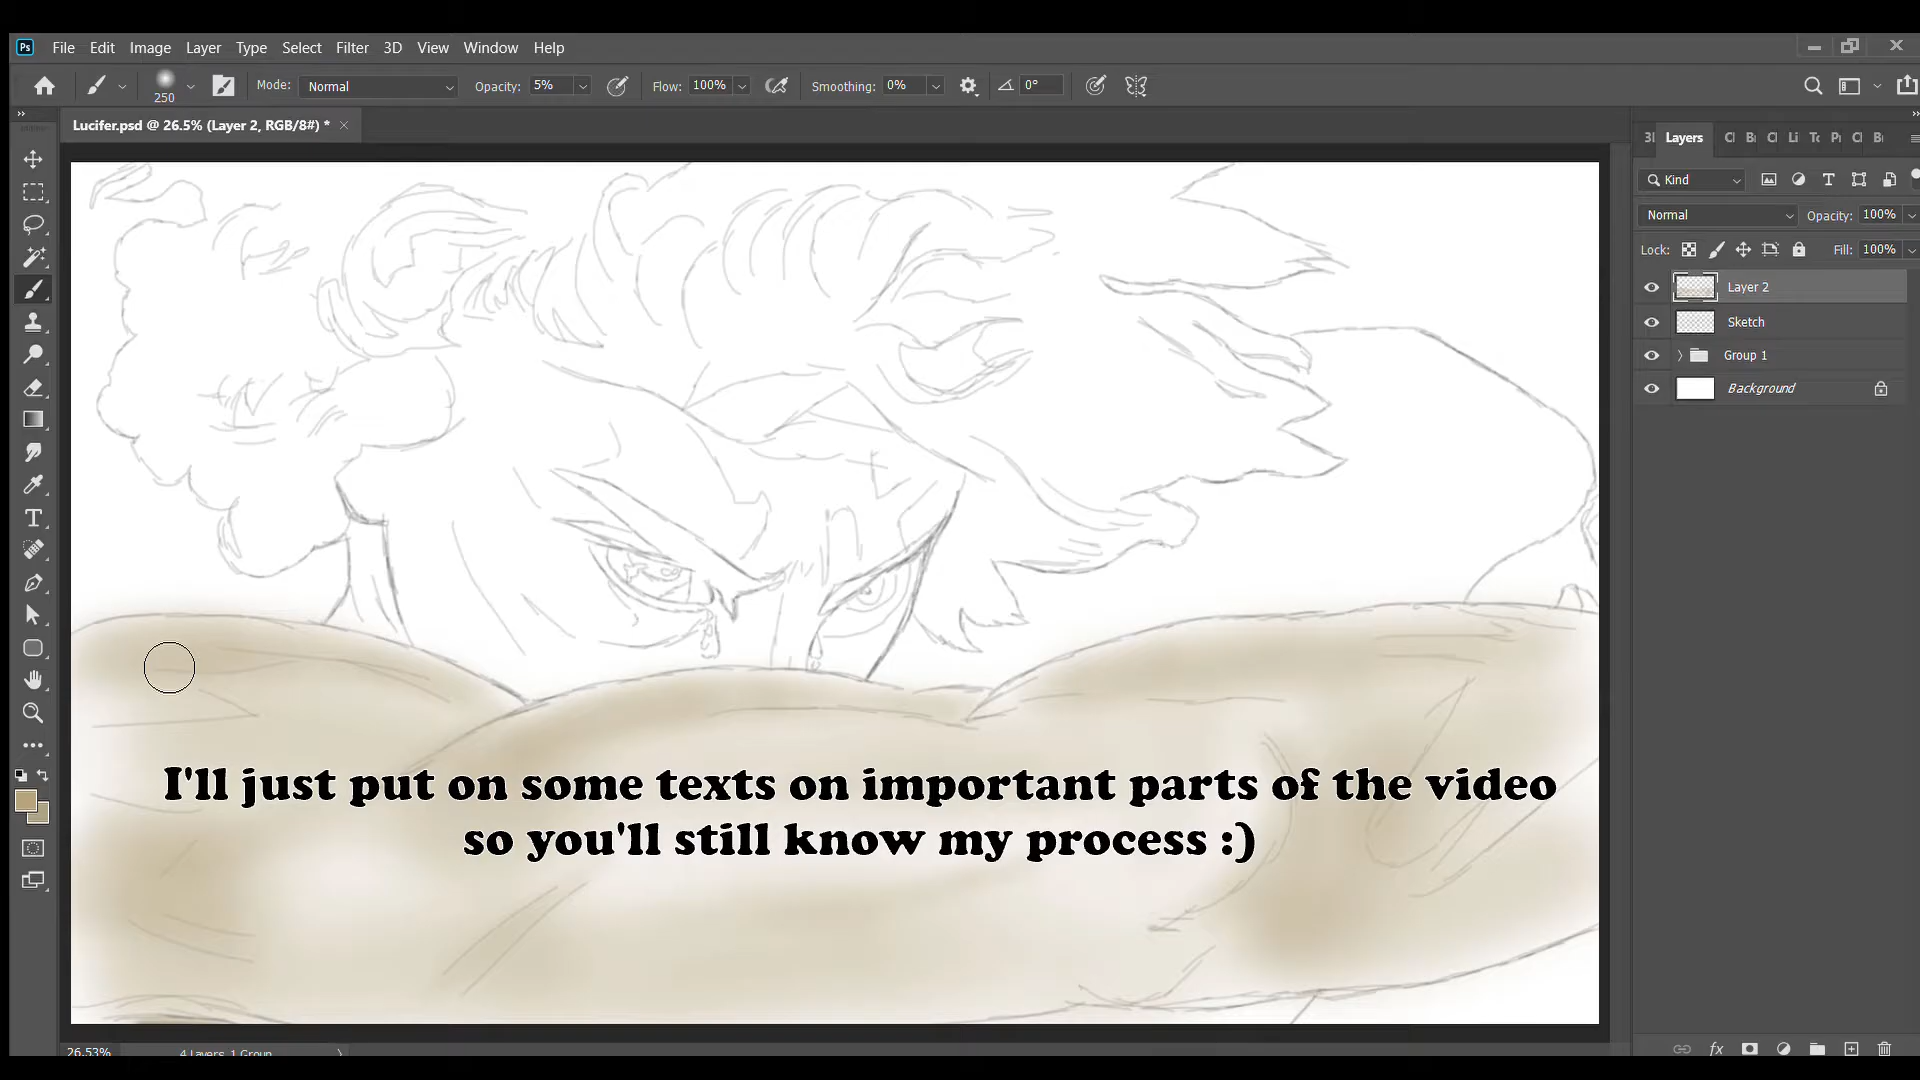 Ps File Edit Image Layer Type Select Filter 3D View Window Help
250 Mode: Normal Opacity: 5% Flow: 100% Smoothing: 0% 0°
Lucifer.psd @ 26.5% (Layer 2, RGB/8#) *
Layers
Kind
Normal Opacity: 100%
Lock: Fill: 100%
Layer 2
Sketch
Group 1
Background
I'll just put on some texts on important parts of the video
so you'll still know my process :)
26.53% 4 Layers, 1 Group
fx